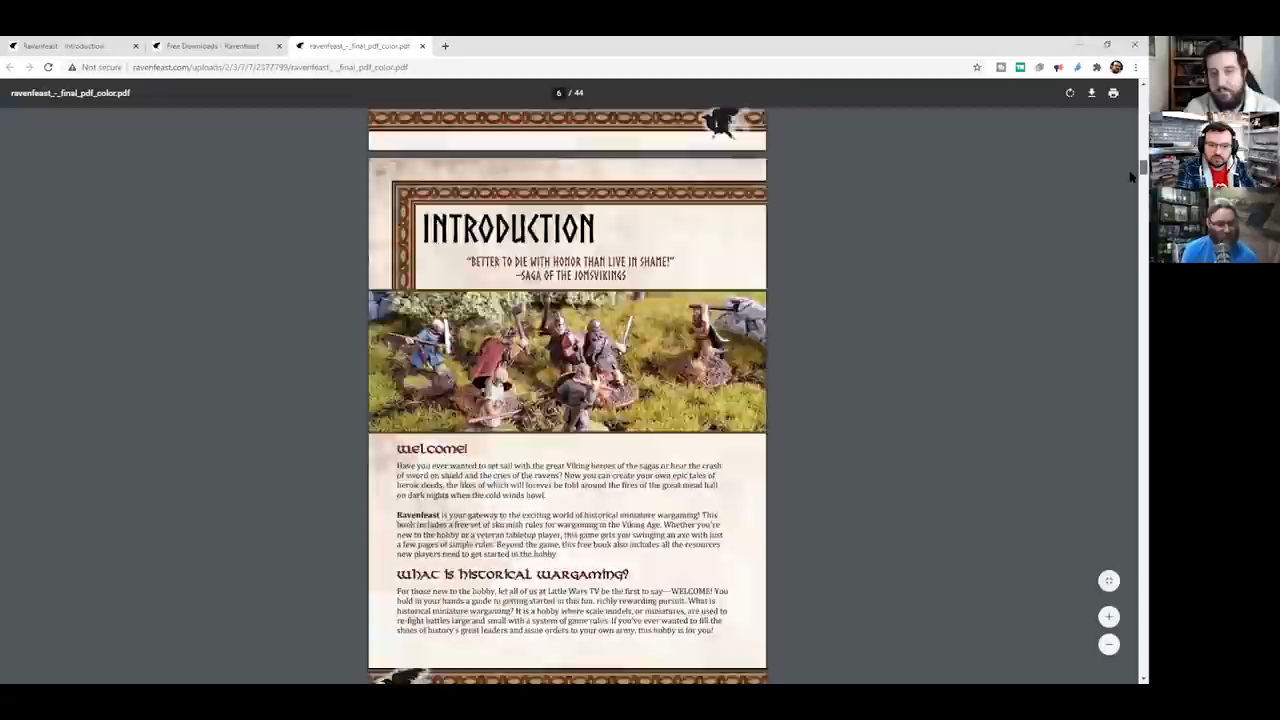 Ravenfeast - Introduction
Free Downloads - Ravenfeast
ravenfeast_-_final_pdf_color.pdf
Not secure
ravenfeast.com/uploads/2/3/7/7/2377799/ravenfeast_-_final_pdf_color.pdf
ravenfeast_-_final_pdf_color.pdf
6 / 44
INTRODUCTION
"BETTER TO DIE WITH HONOR THAN LIVE IN SHAME!"
-SAGA OF THE JOMSVIKINGS
WELCOME!
Have you ever wanted to set sail with the great Viking heroes of the sagas or hear the crash
of sword on shield and the cries of the ravens? Now you can create your own epic tales of
heroic deeds, the likes of which will forever be told around the fires of the great mead hall
on dark nights when the cold winds howl.
Ravenfeast is your gateway to the exciting world of historical miniature wargaming! This
book includes a free set of skirmish rules for wargaming in the Viking Age. Whether you're
new to the hobby or a veteran tabletop player, this game gets you swinging an axe with just
a few pages of simple rules. Beyond the game, this free book also includes all the resources
new players need to get started in the hobby.
WHAT IS HISTORICAL WARGAMING?
For those new to the hobby, let all of us at Little Wars TV be the first to say—WELCOME! You
hold in your hands a guide to getting started in this fun, richly rewarding pursuit. What is
historical miniature wargaming? It is a hobby where scale models, or miniatures, are used to
re-fight battles large and small with a system of game rules. If you've ever wanted to fill the
shoes of history's great leaders and issue orders to your own army, this hobby is for you!